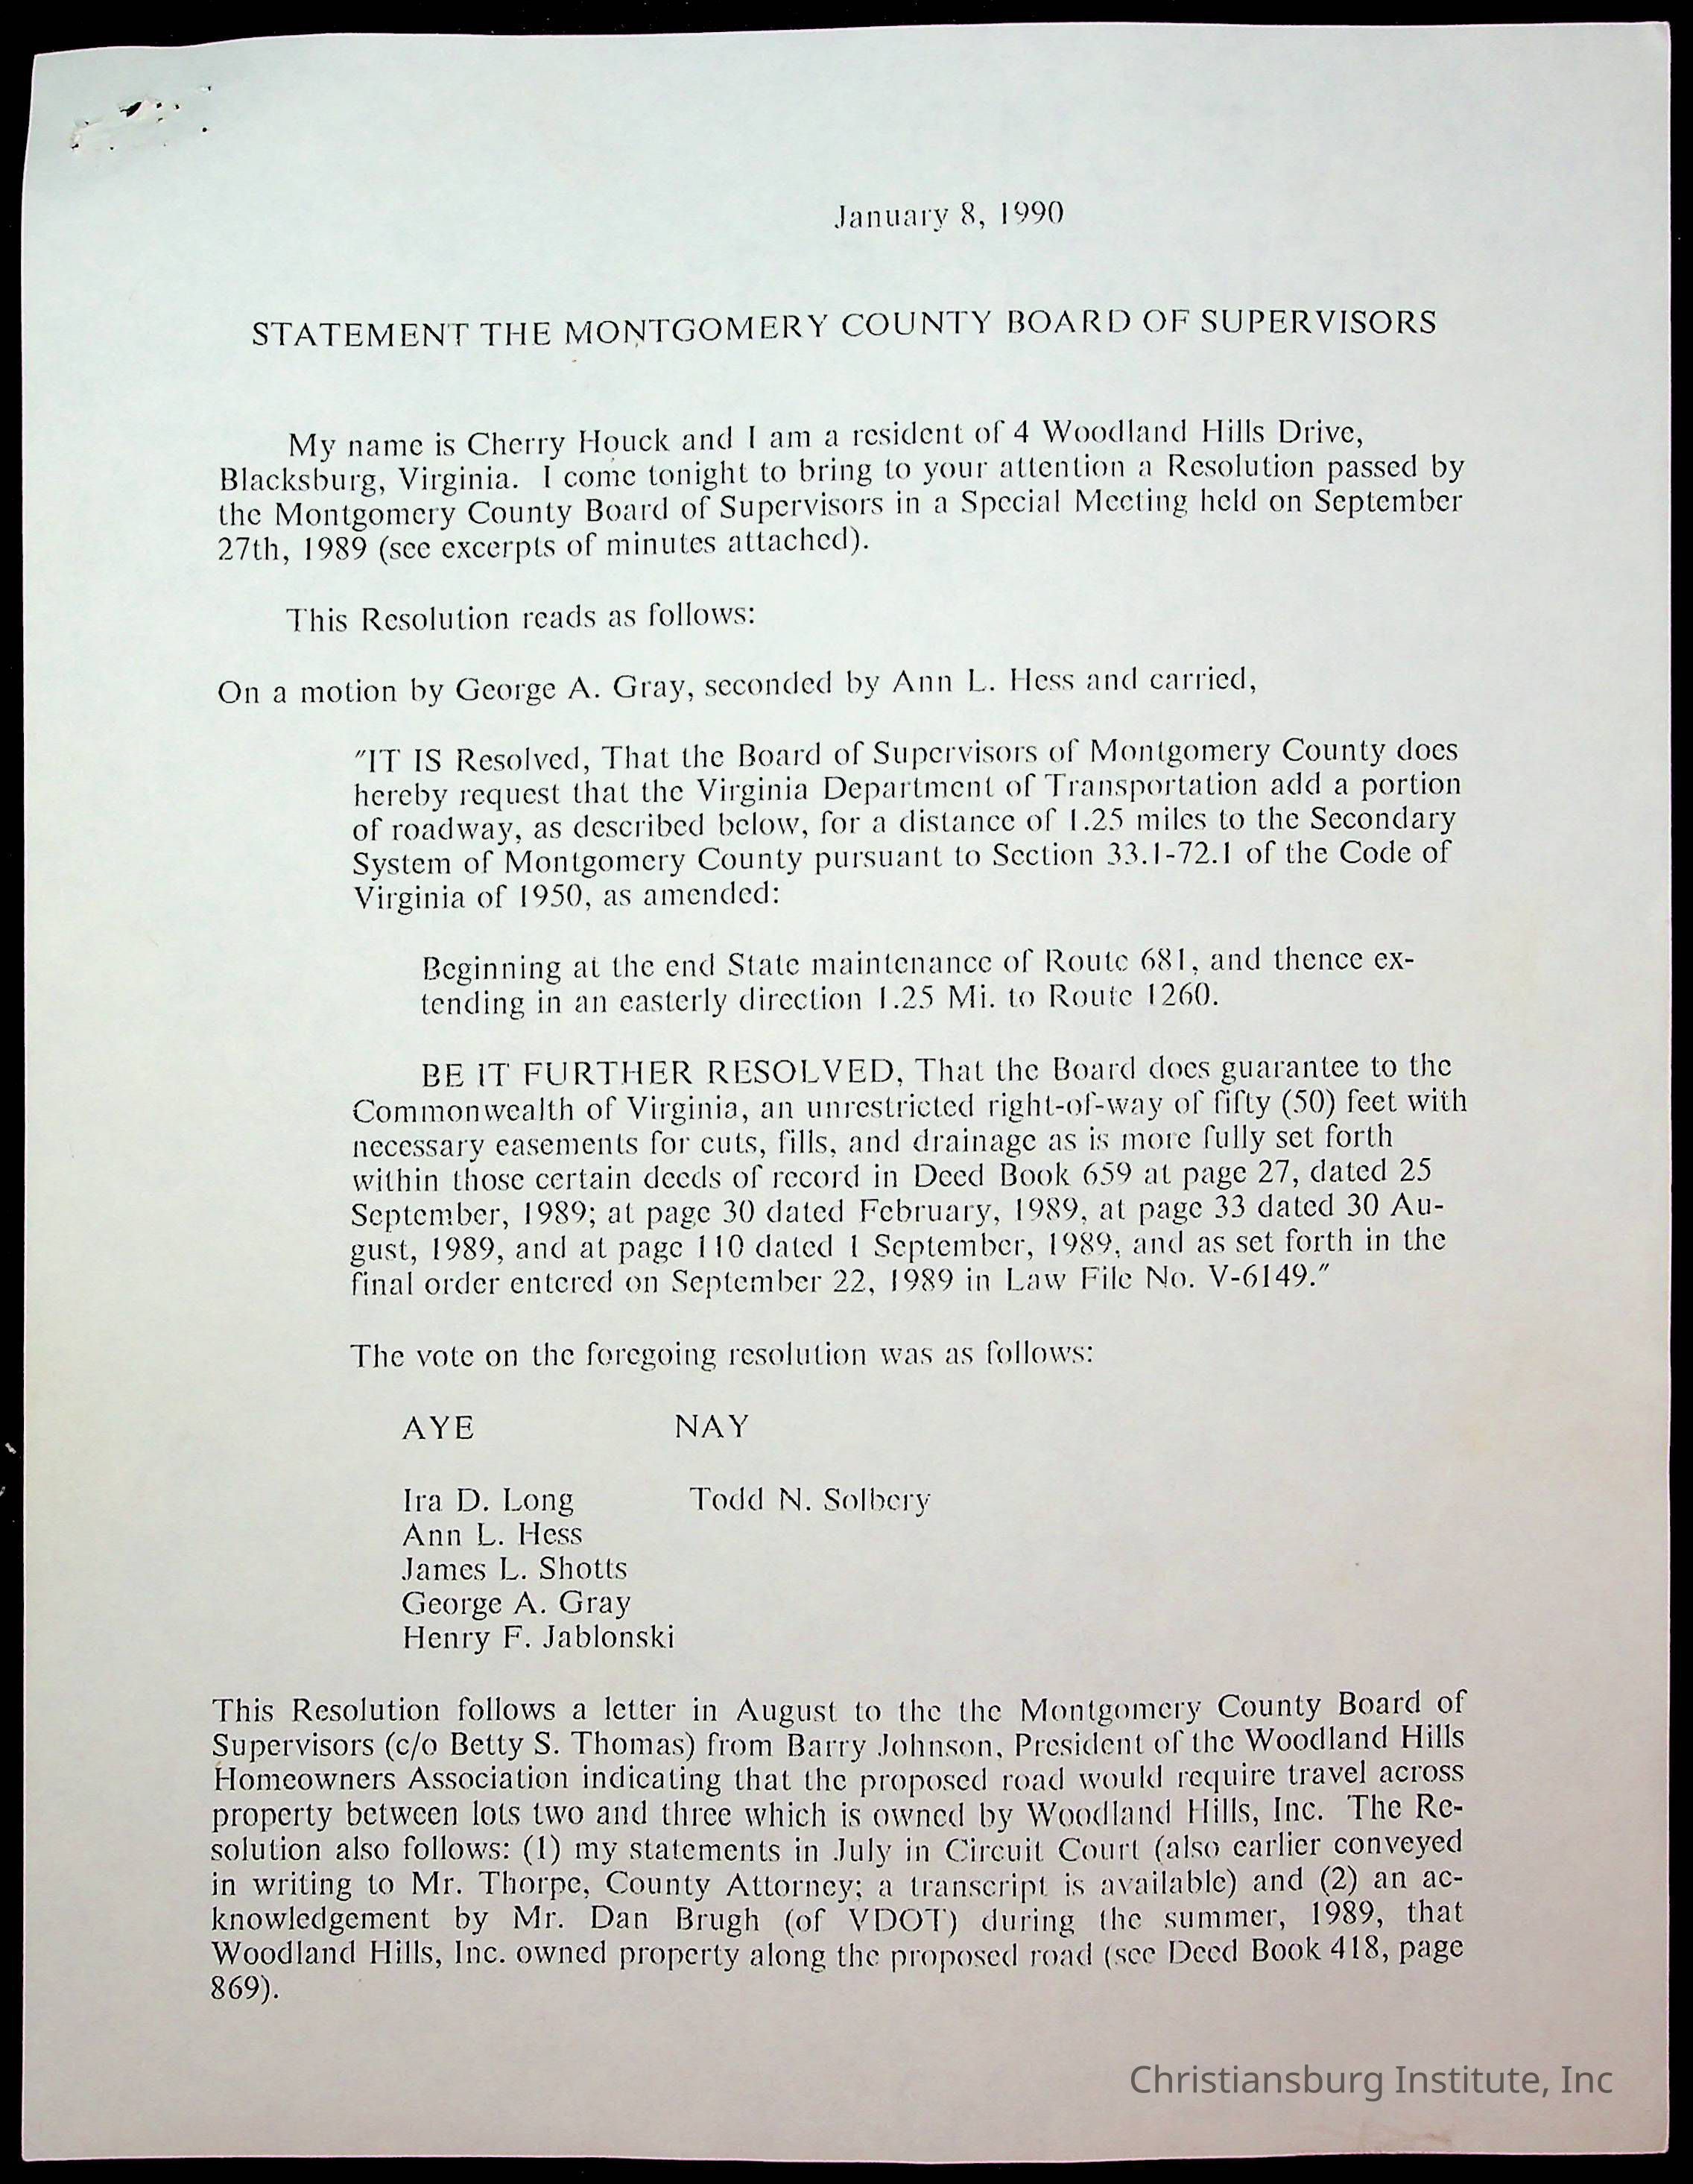 January 8, 1990
STATEMENT THE MONTGOMERY COUNTY BOARD OF SUPERVISORS
My name is Cherry Houck and I am a resident of 4 Woodland Hills Drive,
Blacksburg, Virginia. I come tonight to bring to your attention a Resolution passed by
the Montgomery County Board of Supervisors in a Special Meeting held on September
27th, 1989 (see excerpts of minutes attached).
This Resolution reads as follows:
On a motion by George A. Gray, seconded by Ann L. Hess and carried,
"IT IS Resolved, That the Board of Supervisors of Montgomery County does
hereby request that the Virginia Department of Transportation add a portion
of roadway, as described below, for a distance of 1.25 miles to the Secondary
System of Montgomery County pursuant to Section 33.1-72.1 of the Code of
Virginia of 1950, as amended:
Beginning at the end State maintenance of Route 681, and thence ex-
tending in an easterly direction 1.25 Mi. to Route 1260.
BE IT FURTHER RESOLVED, That the Board does guarantee to the
Commonwealth of Virginia, an unrestricted right-of-way of fifty (50) feet with
necessary easements for cuts, fills, and drainage as is more fully set forth
within those certain deeds of record in Deed Book 659 at page 27, dated 25
September, 1989; at page 30 dated February, 1989, at page 33 dated 30 Au-
gust, 1989, and at page 110 dated 1 September, 1989, and as set forth in the
final order entered on September 22, 1989 in Law File No. V-6149."
The vote on the foregoing resolution was as follows:
AYE NAY
Ira D. Long Todd N. Solbery
Ann L. Hess
James L. Shotts
George A. Gray
Henry F. Jablonski
This Resolution follows a letter in August to the the Montgomery County Board of
Supervisors (c/o Betty S. Thomas) from Barry Johnson, President of the Woodland Hills
Homeowners Association indicating that the proposed road would require travel across
property between lots two and three which is owned by Woodland Hills, Inc. The Re-
solution also follows: (1) my statements in July in Circuit Court (also earlier conveyed
in writing to Mr. Thorpe, County Attorney; a transcript is available) and (2) an ac-
knowledgement by Mr. Dan Brugh (of VDOT) during the summer, 1989, that
Woodland Hills, Inc. owned property along the proposed road (see Deed Book 418, page
869).
Christiansburg Institute, Inc